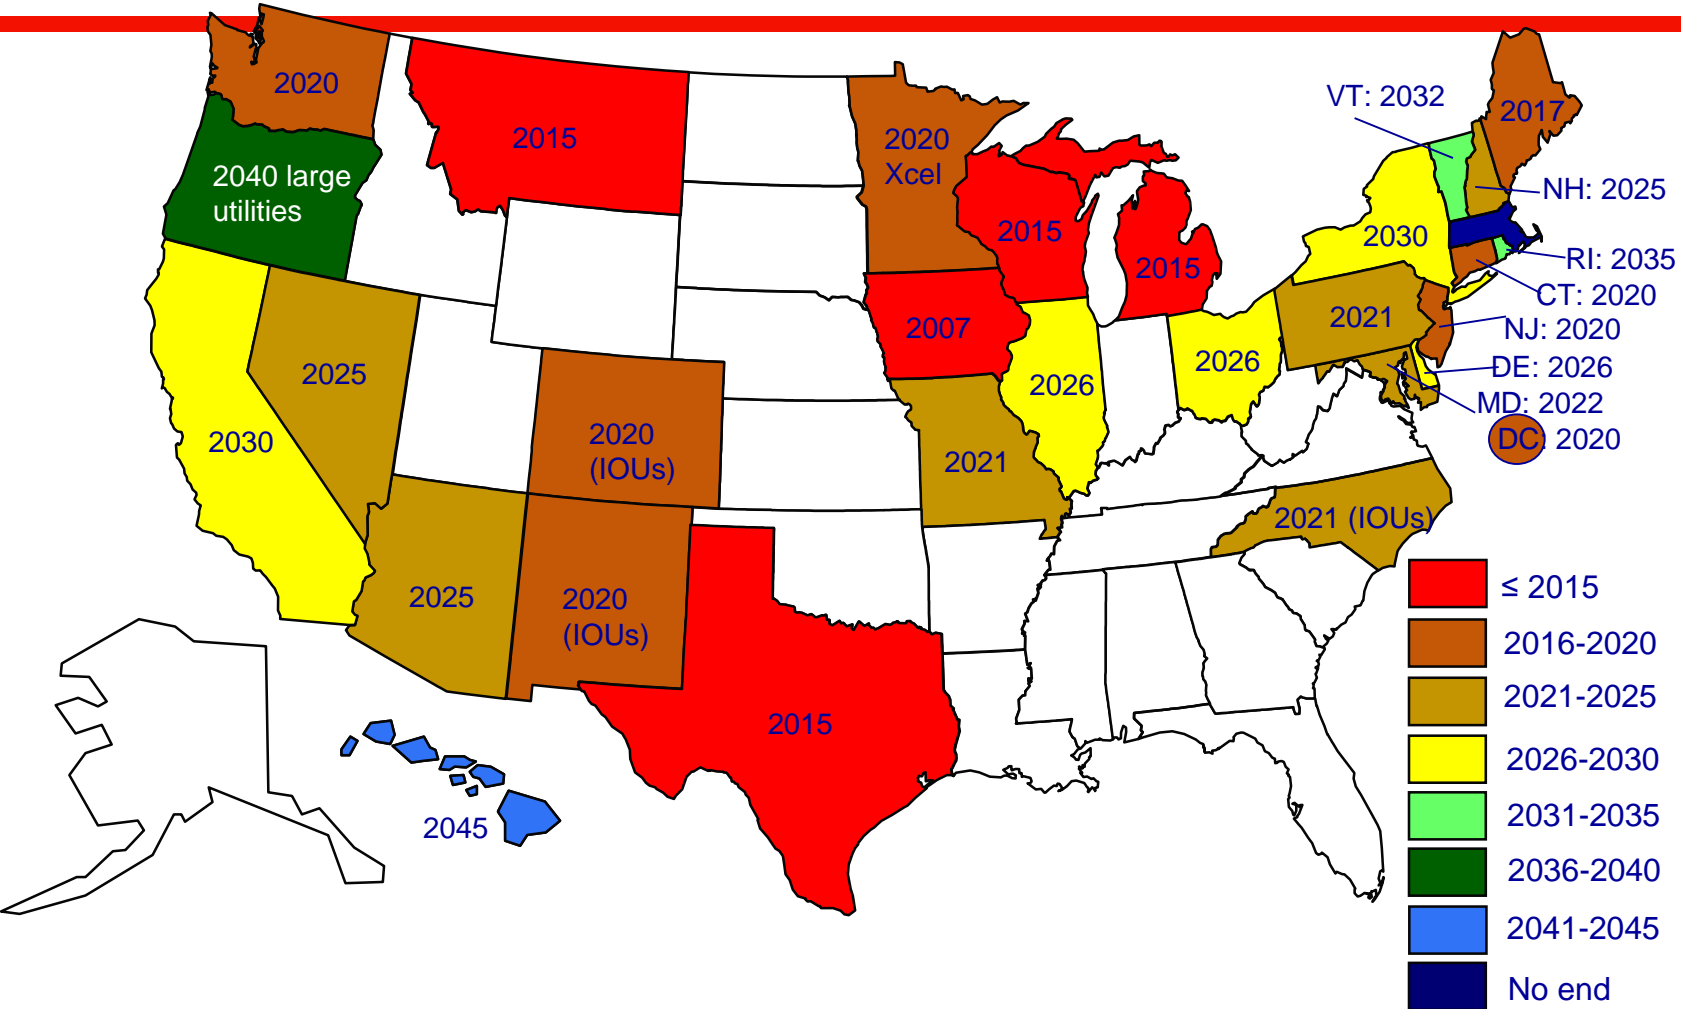 2020
2015
2020
Xcel
VT: 2032
2017
2040 large
utilities
NH: 2025
2015
2030
2015
RI: 2035
CT: 2020
2007
2021
NJ: 2020
2025
2026
2026
DE: 2026
MD: 2022
2030
2020
(IOUs)
2021
DC: 2020
2021 (IOUs)
2025
2020
(IOUs)
2015
2045
≤ 2015
2016-2020
2021-2025
2026-2030
2031-2035
2036-2040
2041-2045
No end